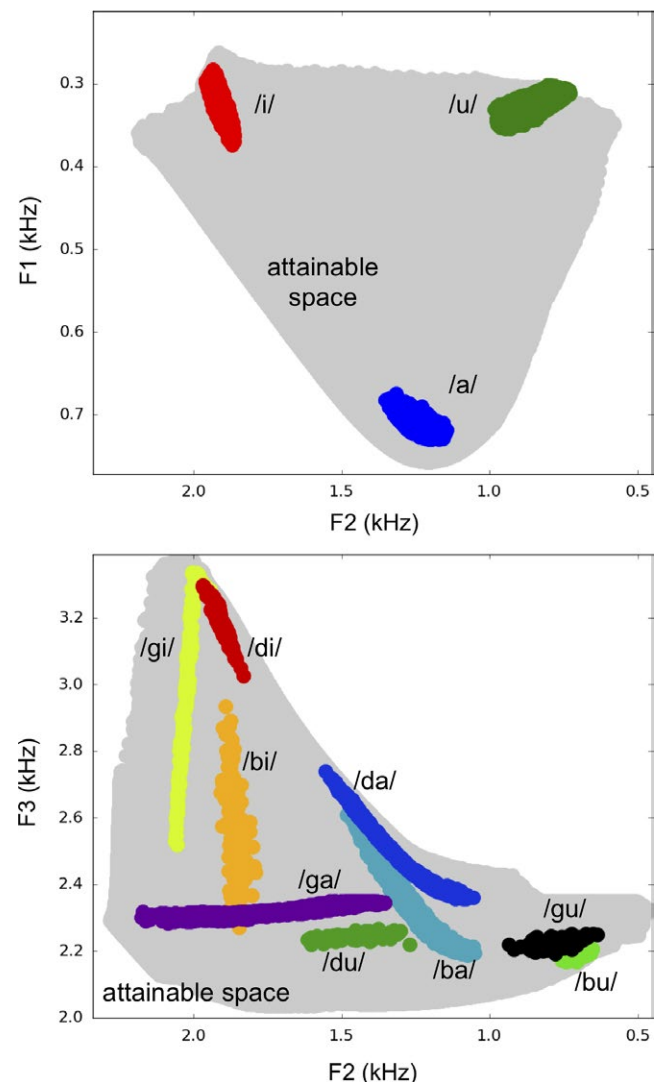 0.3
0.4
0.5
0.6
0.7
F1 (kHz)
/i/
/u/
attainable
space
/a/
2.0
1.5
1.0
0.5
F2 (kHz)
3.2
3.0
2.8
2.6
2.4
2.2
2.0
F3 (kHz)
/gi/
/di/
/bi/
/da/
/ga/
/gu/
/du/
/ba/
/bu/
attainable space
2.0
1.5
1.0
0.5
F2 (kHz)